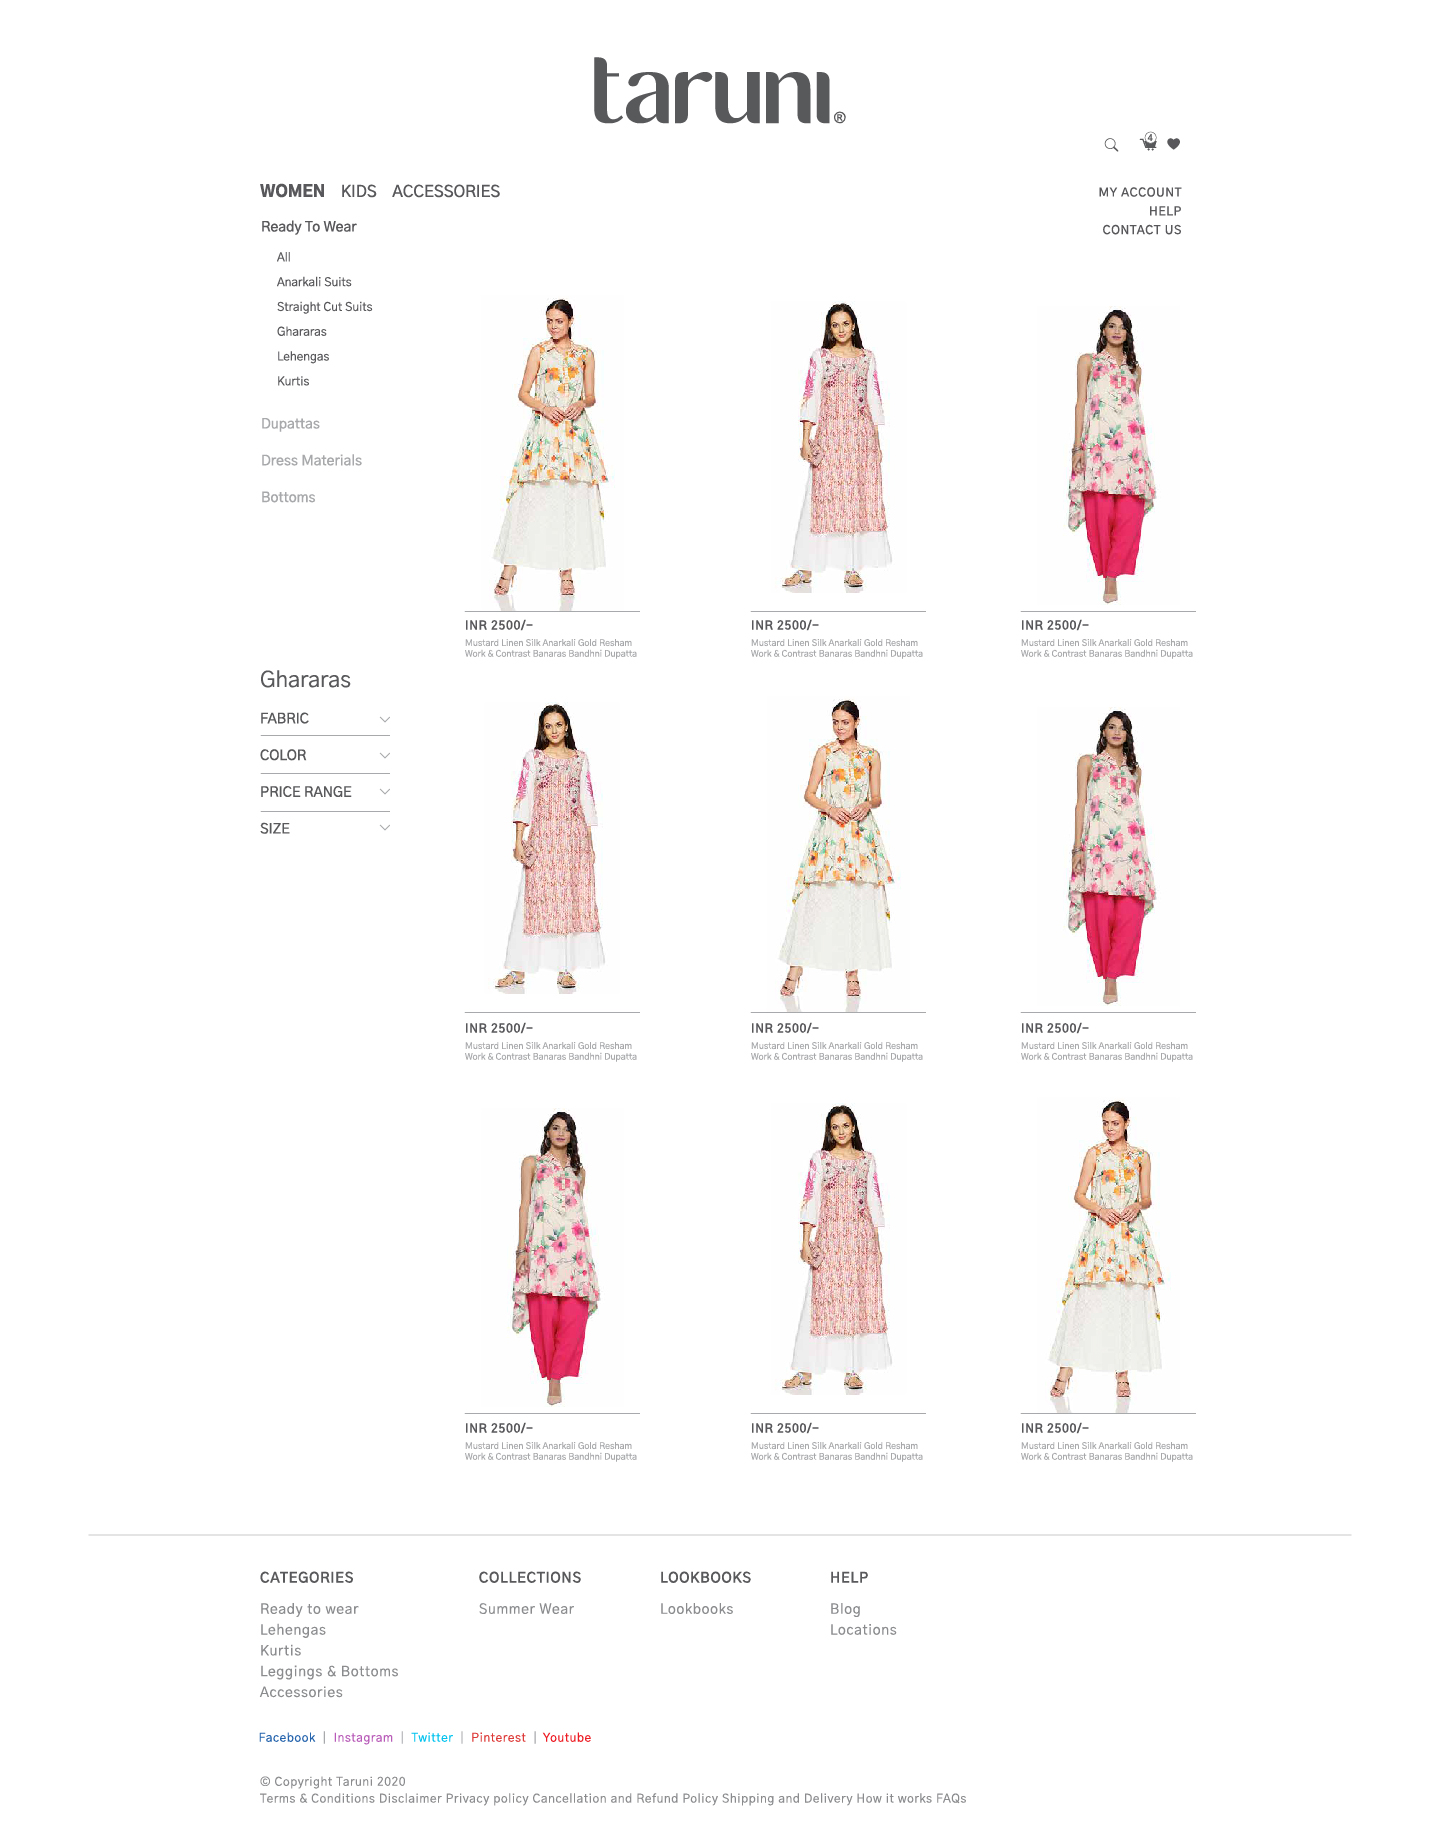 taruni®
4
WOMEN KIDS ACCESSORIES
MY ACCOUNT
HELP
CONTACT US
Ready To Wear
All
Anarkali Suits
Straight Cut Suits
Ghararas
Lehengas
Kurtis
Dupattas
Dress Materials
Bottoms
INR 2500/-
Mustard Linen Silk Anarkali Gold Resham
Work & Contrast Banaras Bandhni Dupatta
INR 2500/-
Mustard Linen Silk Anarkali Gold Resham
Work & Contrast Banaras Bandhni Dupatta
INR 2500/-
Mustard Linen Silk Anarkali Gold Resham
Work & Contrast Banaras Bandhni Dupatta
Ghararas
FABRIC
COLOR
PRICE RANGE
SIZE
INR 2500/-
Mustard Linen Silk Anarkali Gold Resham
Work & Contrast Banaras Bandhni Dupatta
INR 2500/-
Mustard Linen Silk Anarkali Gold Resham
Work & Contrast Banaras Bandhni Dupatta
INR 2500/-
Mustard Linen Silk Anarkali Gold Resham
Work & Contrast Banaras Bandhni Dupatta
INR 2500/-
Mustard Linen Silk Anarkali Gold Resham
Work & Contrast Banaras Bandhni Dupatta
INR 2500/-
Mustard Linen Silk Anarkali Gold Resham
Work & Contrast Banaras Bandhni Dupatta
INR 2500/-
Mustard Linen Silk Anarkali Gold Resham
Work & Contrast Banaras Bandhni Dupatta
CATEGORIES
Ready to wear
Lehengas
Kurtis
Leggings & Bottoms
Accessories
COLLECTIONS
Summer Wear
LOOKBOOKS
Lookbooks
HELP
Blog
Locations
Facebook | Instagram | Twitter | Pinterest | Youtube
© Copyright Taruni 2020
Terms & Conditions Disclaimer Privacy policy Cancellation and Refund Policy Shipping and Delivery How it works FAQs